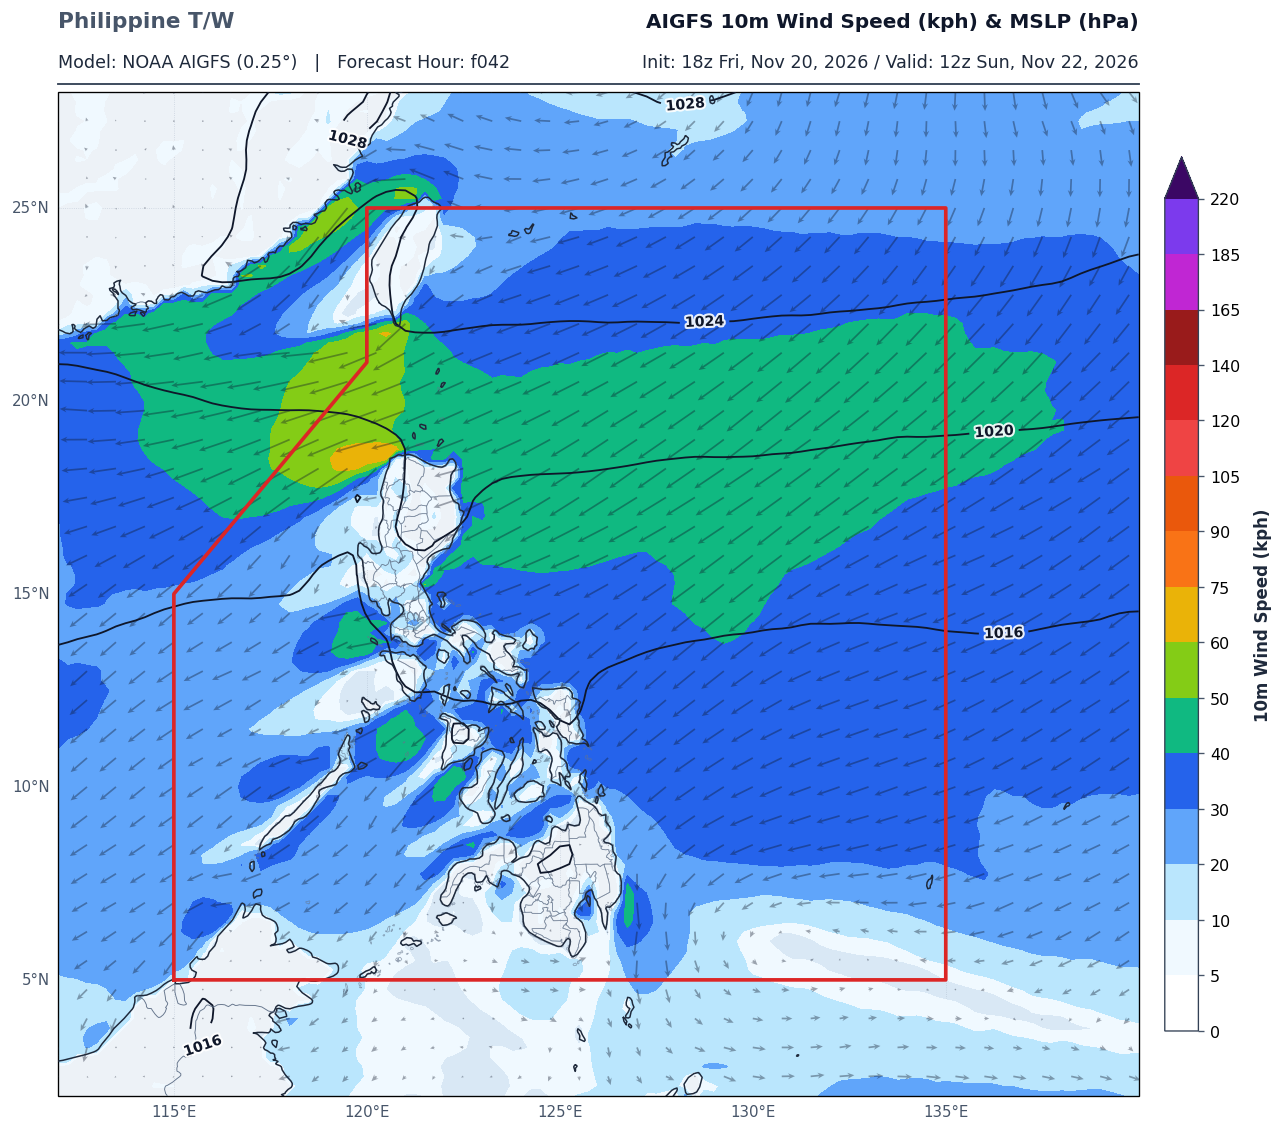 Philippine T/W
AIGFS 10m Wind Speed (kph) & MSLP (hPa)
Model: NOAA AIGFS (0.25°) | Forecast Hour: f042
Init: 18z Fri, Nov 20, 2026 / Valid: 12z Sun, Nov 22, 2026
1028
1028
25°N
1024
20°N
1020
15°N
1016
10°N
5°N
1016
115°E
120°E
125°E
130°E
135°E
220
185
165
140
120
105
90
75
60
50
40
30
20
10
5
0
10m Wind Speed (kph)